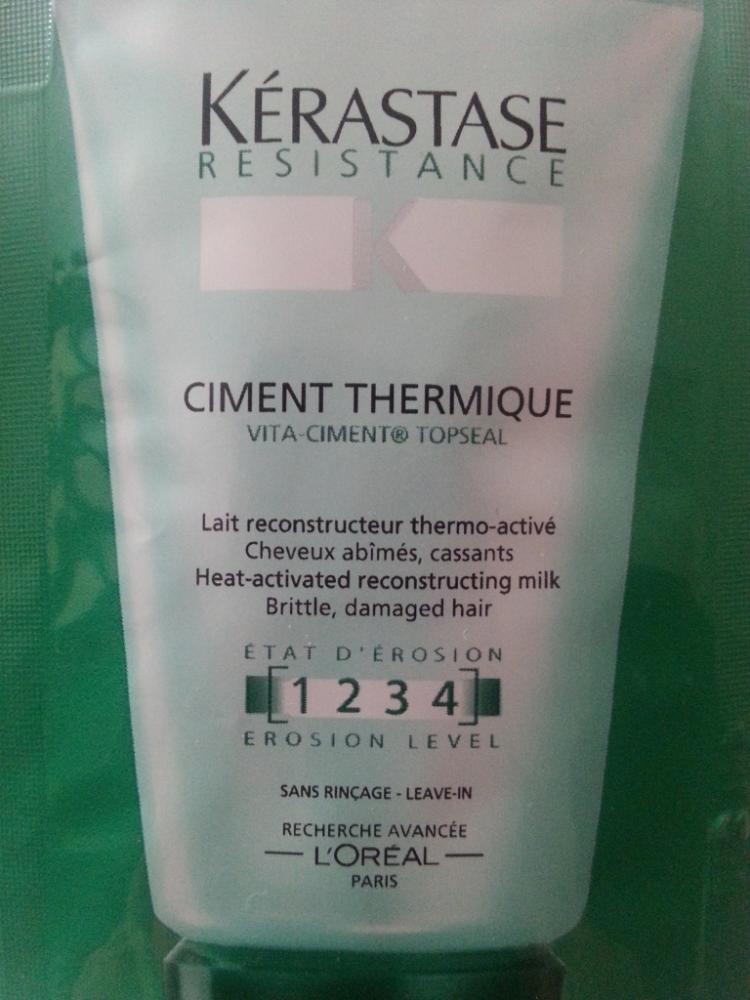 KÉRASTASE
RESISTANCE
CIMENT THERMIQUE
VITA-CIMENT® TOPSEAL
Lait reconstructeur thermo-activé
Cheveux abîmés, cassants
Heat-activated reconstructing milk
Brittle, damaged hair
ÉTAT D'ÉROSION
[1 2 3 4]
EROSION LEVEL
SANS RINÇAGE - LEAVE-IN
RECHERCHE AVANCÉE
— L'ORÉAL —
PARIS